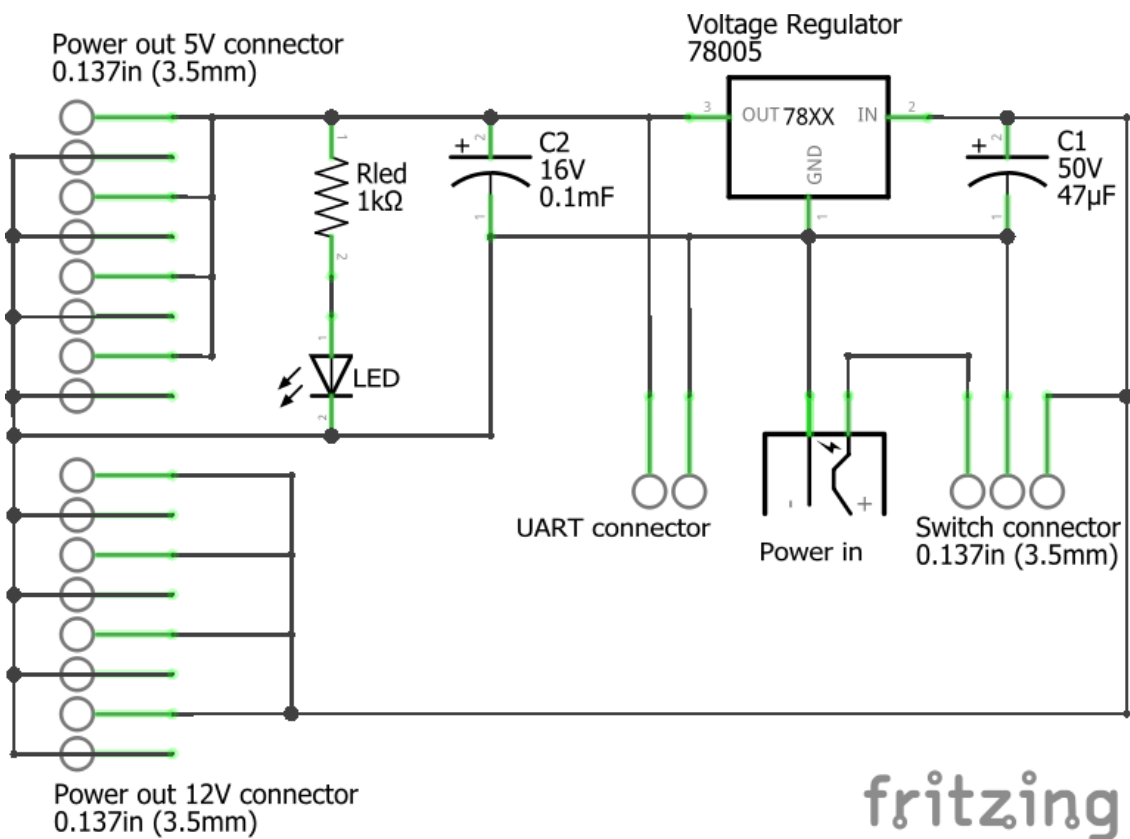 Power out 5V connector
0.137in (3.5mm)
Voltage Regulator
78005
3
OUT 78XX IN
2
GND
1
+
2
C2
16V
0.1mF
1
+
2
C1
50V
47µF
1
1
Rled
1kΩ
2
1
LED
2
UART connector
-
+
Power in
Switch connector
0.137in (3.5mm)
Power out 12V connector
0.137in (3.5mm)
fritzing